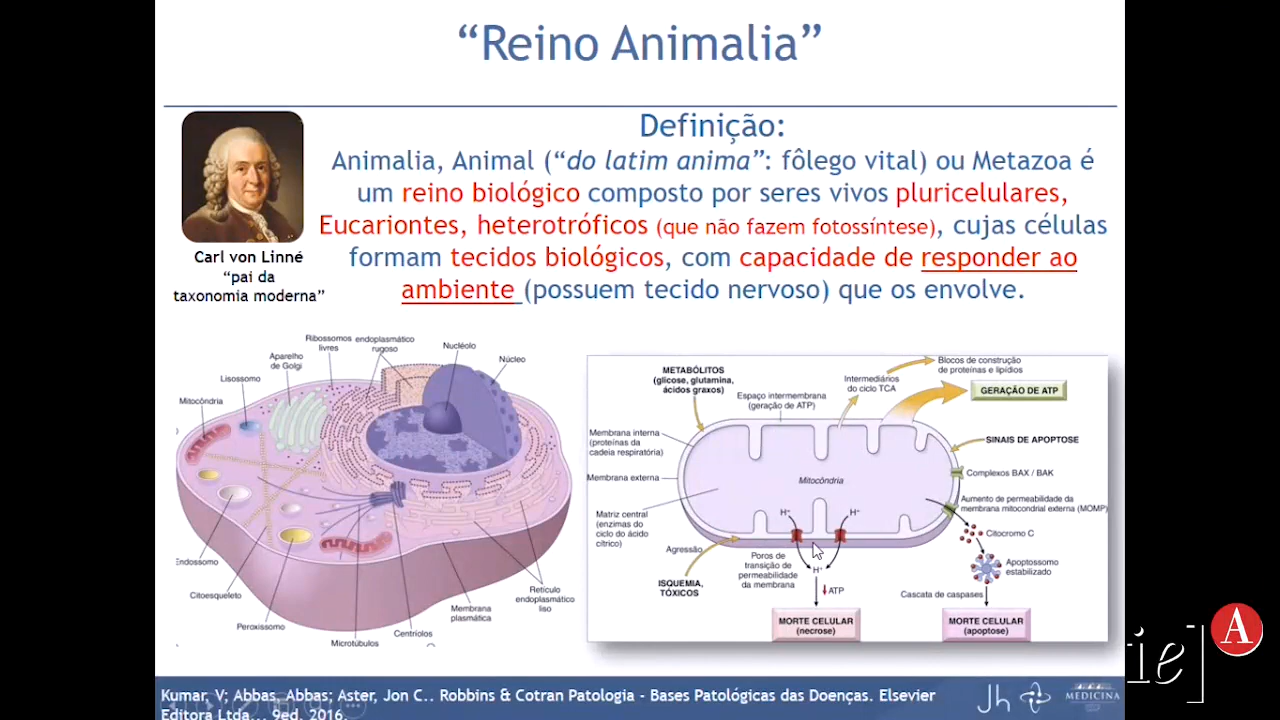 “Reino Animalia”
Definição:
Animalia, Animal (“do latim anima”: fôlego vital) ou Metazoa é
um reino biológico composto por seres vivos pluricelulares,
Eucariontes, heterotróficos (que não fazem fotossíntese), cujas células
formam tecidos biológicos, com capacidade de responder ao
ambiente (possuem tecido nervoso) que os envolve.
Carl von Linné
“pai da
taxonomia moderna”
Ribossomos
livres
endoplasmático
rugoso
Nucléolo
Núcleo
Aparelho
de Golgi
Lisossomo
Mitocôndria
Endossomo
Citoesqueleto
Peroxissomo
Microtúbulos
Centríolos
Membrana
plasmática
Retículo
endoplasmático
liso
METABÓLITOS
(glicose, glutamina,
ácidos graxos)
Espaço intermembrana
(geração de ATP)
Intermediários
do ciclo TCA
Blocos de construção
de proteínas e lipídios
GERAÇÃO DE ATP
SINAIS DE APOPTOSE
Complexos BAX / BAK
Aumento de permeabilidade da
membrana mitocondrial externa (MOMP)
Citocromo C
Apoptossomo
estabilizado
Cascata de caspases
MORTE CELULAR
(apoptose)
Membrana interna
(proteínas da
cadeia respiratória)
Membrana externa
Matriz central
(enzimas do
ciclo do ácido
cítrico)
Mitocôndria
H+
H+
H+
Agressão
ISQUEMIA,
TÓXICOS
Poros de
transição de
permeabilidade
da membrana
ATP
MORTE CELULAR
(necrose)
Kumar, V; Abbas, Abbas; Aster, Jon C.. Robbins & Cotran Patologia - Bases Patológicas das Doenças. Elsevier
Editora Ltda... 9ed, 2016.
Jh
MEDICINA
ie]
A